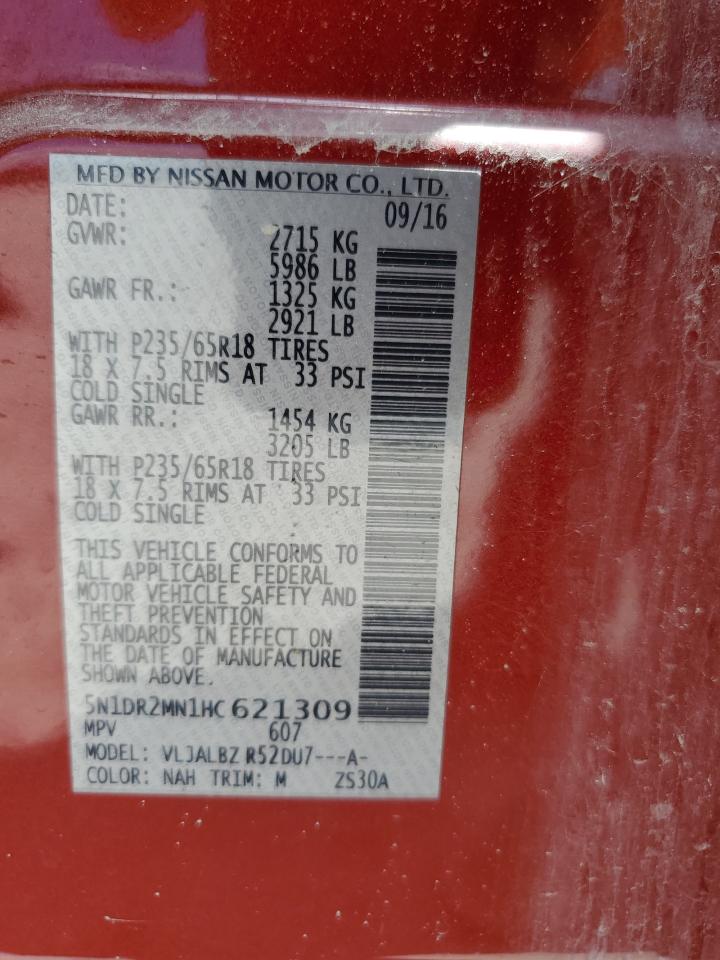 MFD BY NISSAN MOTOR CO., LTD.
DATE: 09/16
GVWR: 2715 KG
5986 LB
GAWR FR.: 1325 KG
2921 LB
WITH P235/65R18 TIRES
18 X 7.5 RIMS AT 33 PSI
COLD SINGLE
GAWR RR.: 1454 KG
3205 LB
WITH P235/65R18 TIRES
18 X 7.5 RIMS AT 33 PSI
COLD SINGLE
THIS VEHICLE CONFORMS TO
ALL APPLICABLE FEDERAL
MOTOR VEHICLE SAFETY AND
THEFT PREVENTION
STANDARDS IN EFFECT ON
THE DATE OF MANUFACTURE
SHOWN ABOVE.
5N1DR2MN1HC 621309
MPV 607
MODEL: VLJALBZ R52DU7---A-
COLOR: NAH TRIM: M ZS30A